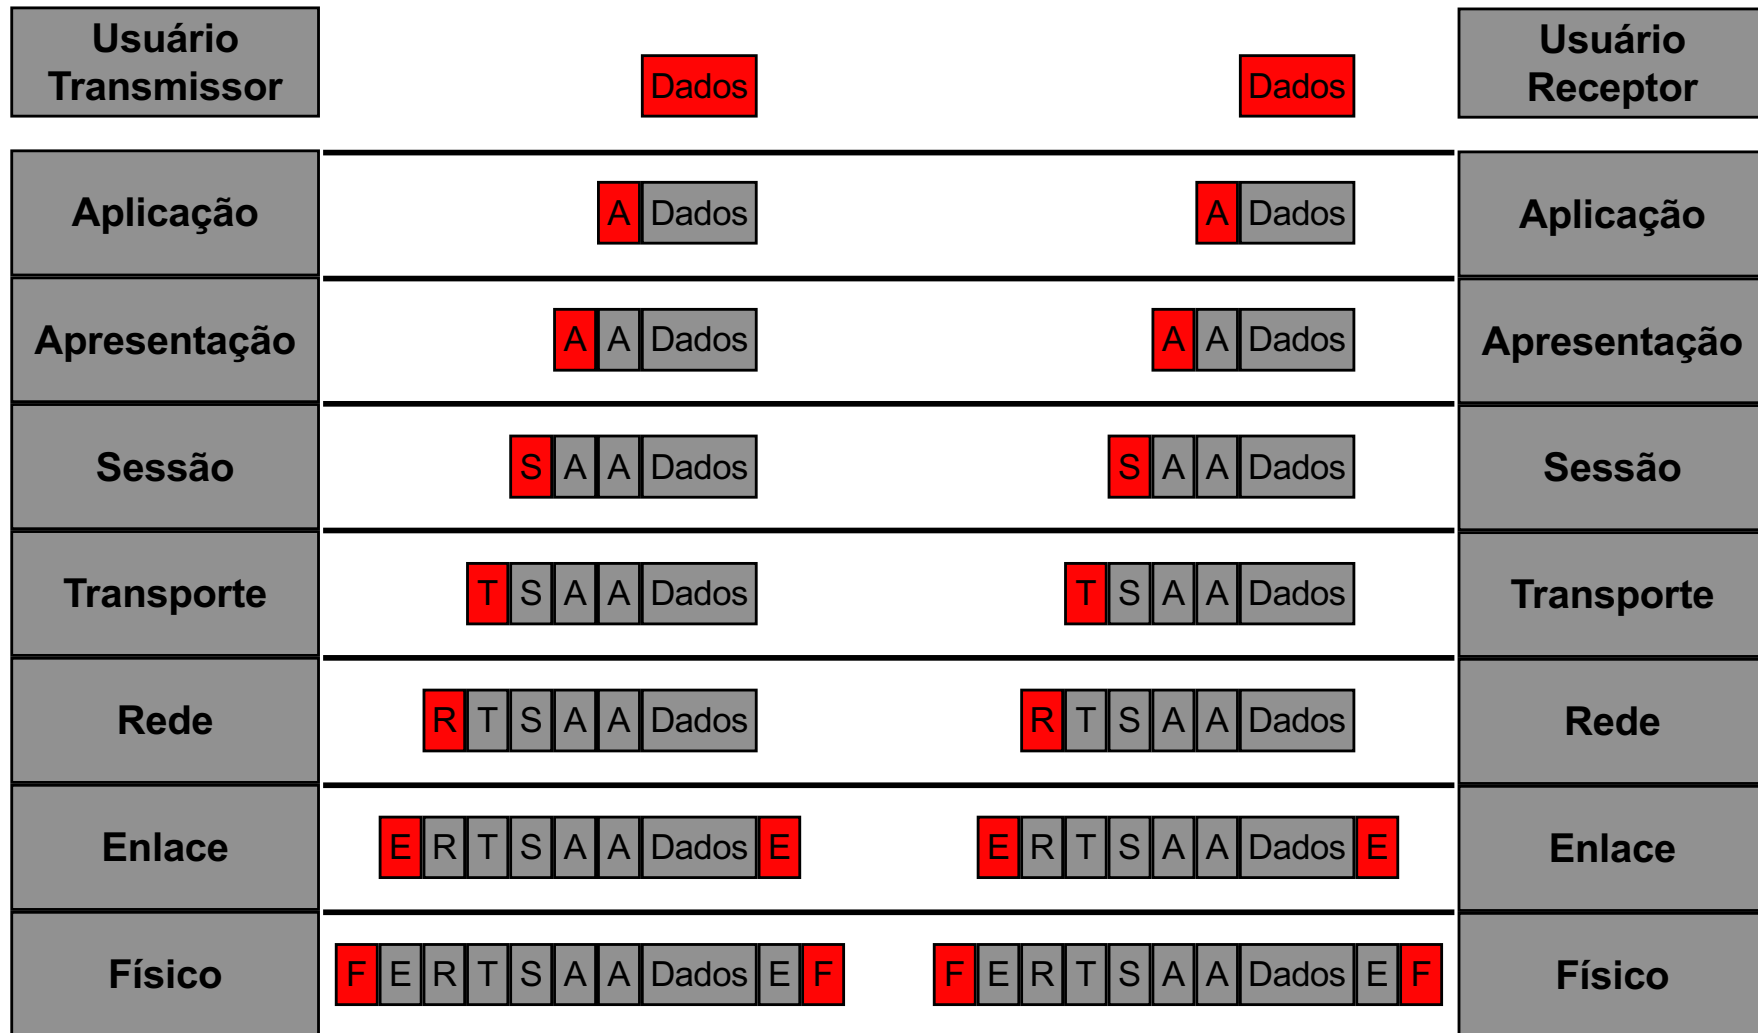 Usuário
Transmissor
Dados
Dados
Usuário
Receptor
Aplicação
A Dados
A Dados
Aplicação
Apresentação
A A Dados
A A Dados
Apresentação
Sessão
S A A Dados
S A A Dados
Sessão
Transporte
T S A A Dados
T S A A Dados
Transporte
Rede
R T S A A Dados
R T S A A Dados
Rede
Enlace
E R T S A A Dados E
E R T S A A Dados E
Enlace
Físico
F E R T S A A Dados E F
F E R T S A A Dados E F
Físico